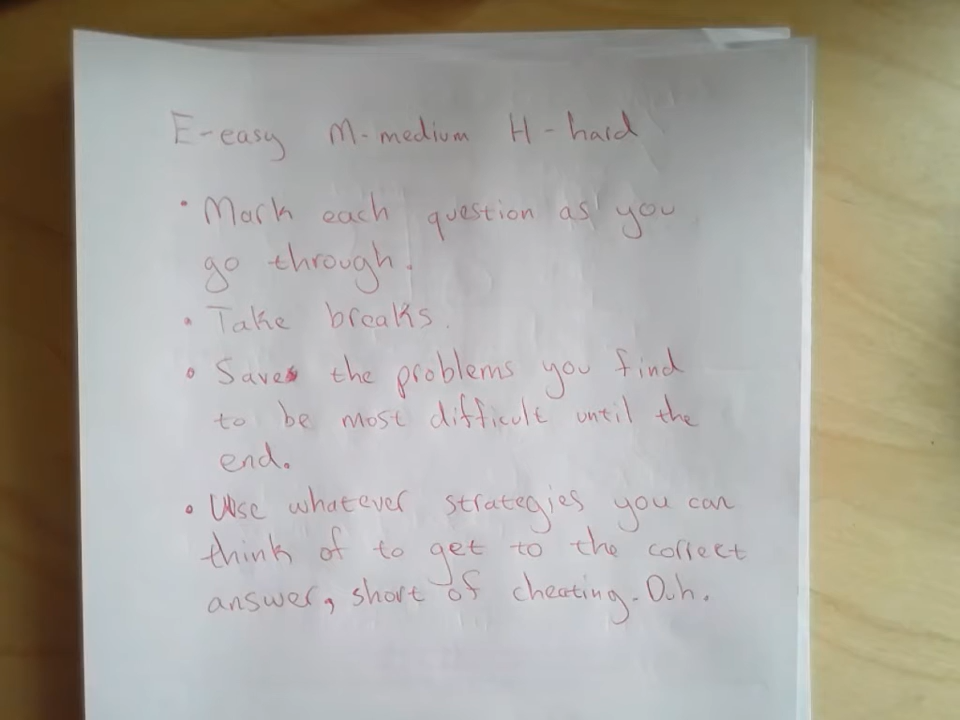 E-easy M-medium H-hard
• Mark each question as you
go through.
• Take breaks.
• Save the problems you find
to be most difficult until the
end.
• Use whatever strategies you can
think of to get to the correct
answer, short of cheating. Duh.